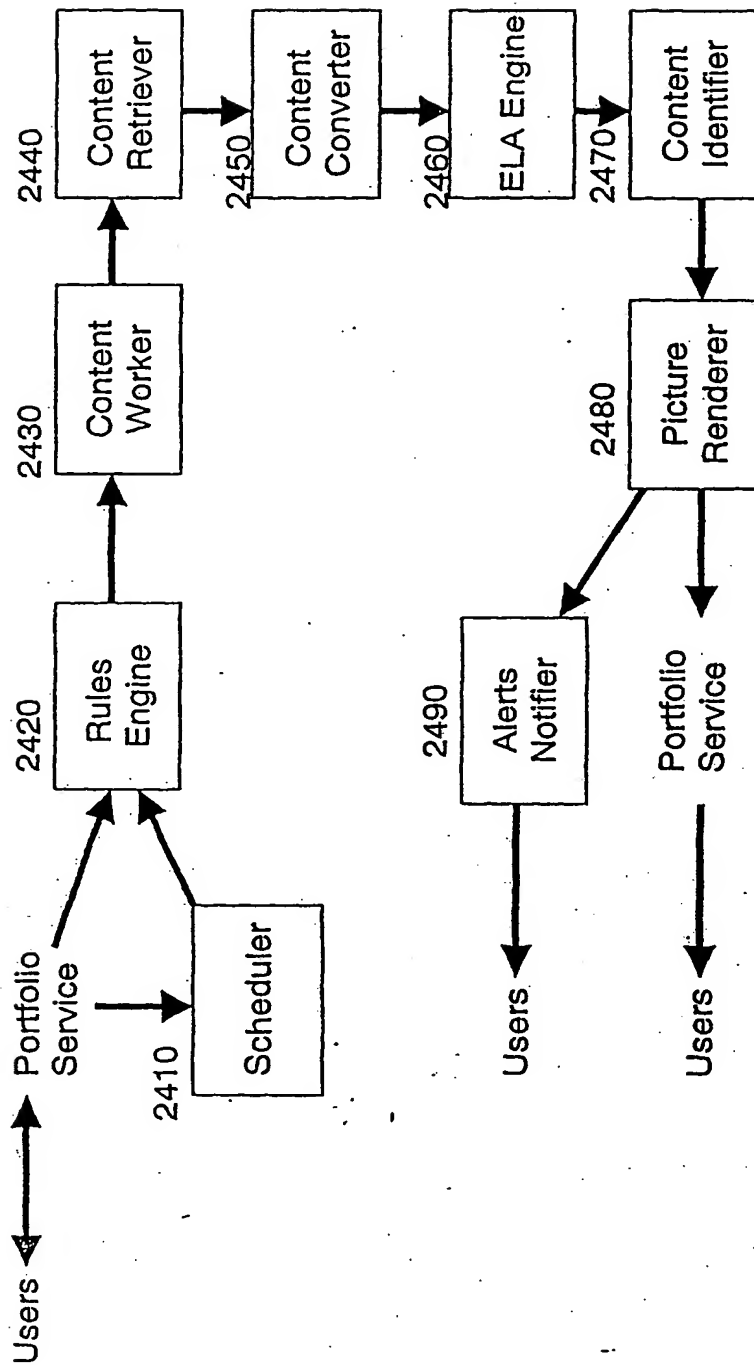 Users
Portfolio
Service
2410
Scheduler
2420
Rules
Engine
2430
Content
Worker
2440
Content
Retriever
2450
Content
Converter
2460
ELA Engine
2470
Content
Identifier
2480
Picture
Renderer
2490
Alerts
Notifier
Users
Portfolio
Service
Users